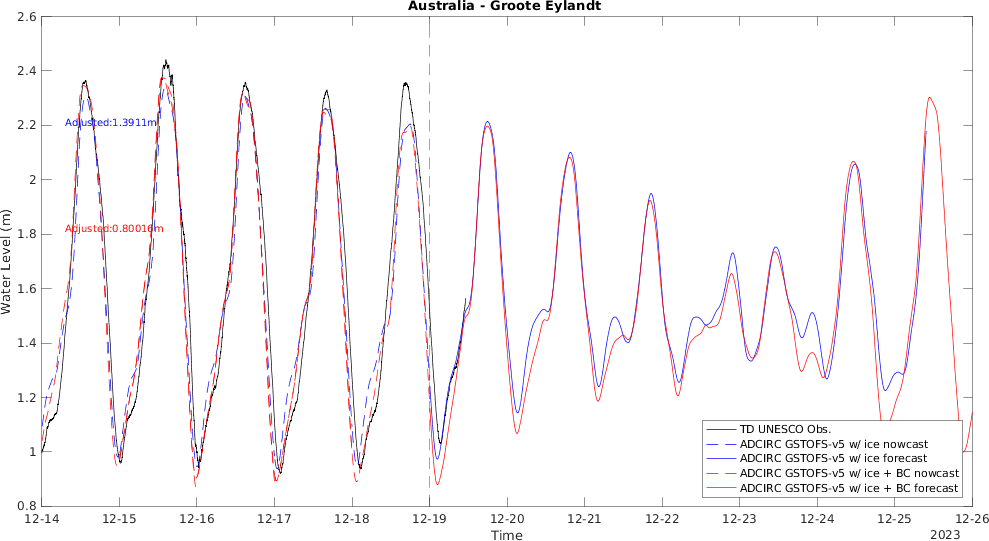 Australia - Groote Eylandt
2.6
2.4
2.2
2
1.8
1.6
1.4
1.2
1
0.8
Water Level (m)
Adjusted:1.3911m
Adjusted:0.80016m
TD UNESCO Obs.
ADCIRC GSTOFS-v5 w/ ice nowcast
ADCIRC GSTOFS-v5 w/ ice forecast
ADCIRC GSTOFS-v5 w/ ice + BC nowcast
ADCIRC GSTOFS-v5 w/ ice + BC forecast
12-14 12-15 12-16 12-17 12-18 12-19 12-20 12-21 12-22 12-23 12-24 12-25 12-26
Time
2023